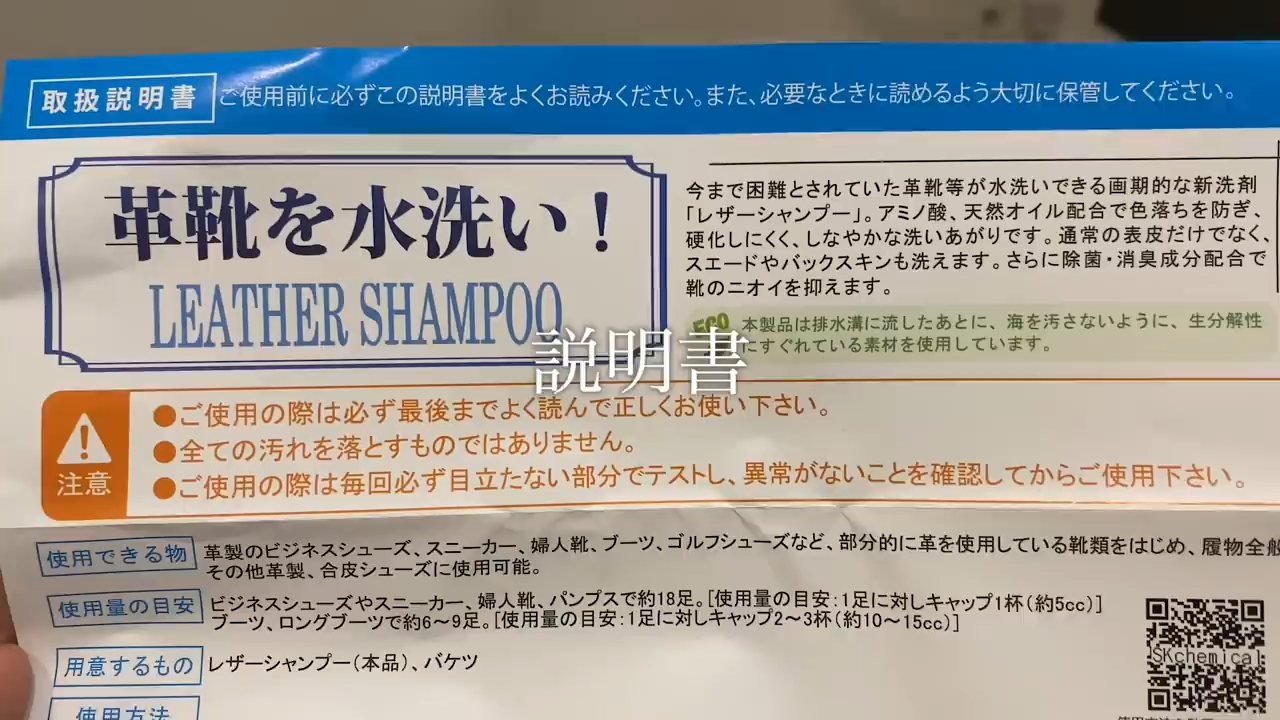 取扱説明書 ご使用前に必ずこの説明書をよくお読みください。また、必要なときに読めるよう大切に保管してください。
革靴を水洗い！
LEATHER SHAMPOO
今まで困難とされていた革靴等が水洗いできる画期的な新洗剤
「レザーシャンプー」。アミノ酸、天然オイル配合で色落ちを防ぎ、
硬化しにくく、しなやかな洗いあがりです。通常の表皮だけでなく、
スエードやバックスキンも洗えます。さらに除菌・消臭成分配合で
靴のニオイを抑えます。
ECO 本製品は排水溝に流したあとに、海を汚さないように、生分解性
にすぐれている素材を使用しています。
説明書
注意
●ご使用の際は必ず最後までよく読んで正しくお使い下さい。
●全ての汚れを落とすものではありません。
●ご使用の際は毎回必ず目立たない部分でテストし、異常がないことを確認してからご使用下さい。
使用できる物 革製のビジネスシューズ、スニーカー、婦人靴、ブーツ、ゴルフシューズなど、部分的に革を使用している靴類をはじめ、履物全般
その他革製、合皮シューズに使用可能。
使用量の目安 ビジネスシューズやスニーカー、婦人靴、パンプスで約18足。[使用量の目安：1足に対しキャップ1杯（約5cc）]
ブーツ、ロングブーツで約6～9足。[使用量の目安：1足に対しキャップ2～3杯（約10～15cc）]
用意するもの レザーシャンプー（本品）、バケツ
使用方法
SKchemical